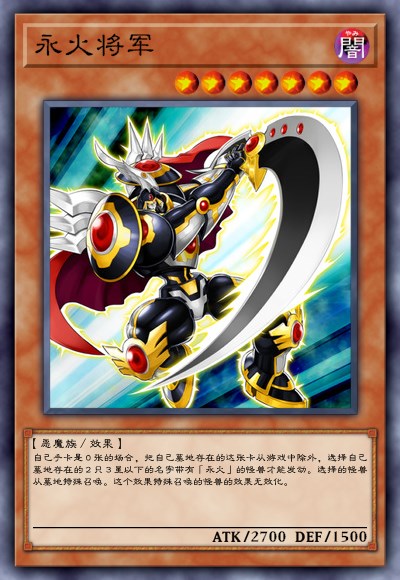 永火将军
やみ
闇
【恶魔族／效果】
自己手卡是０张的场合，把自己墓地存在的这张卡从游戏中除外，选择自己
墓地存在的２只３星以下的名字带有「永火」的怪兽才能发动。选择的怪兽
从墓地特殊召唤。这个效果特殊召唤的怪兽的效果无效化。
ATK/2700 DEF/1500